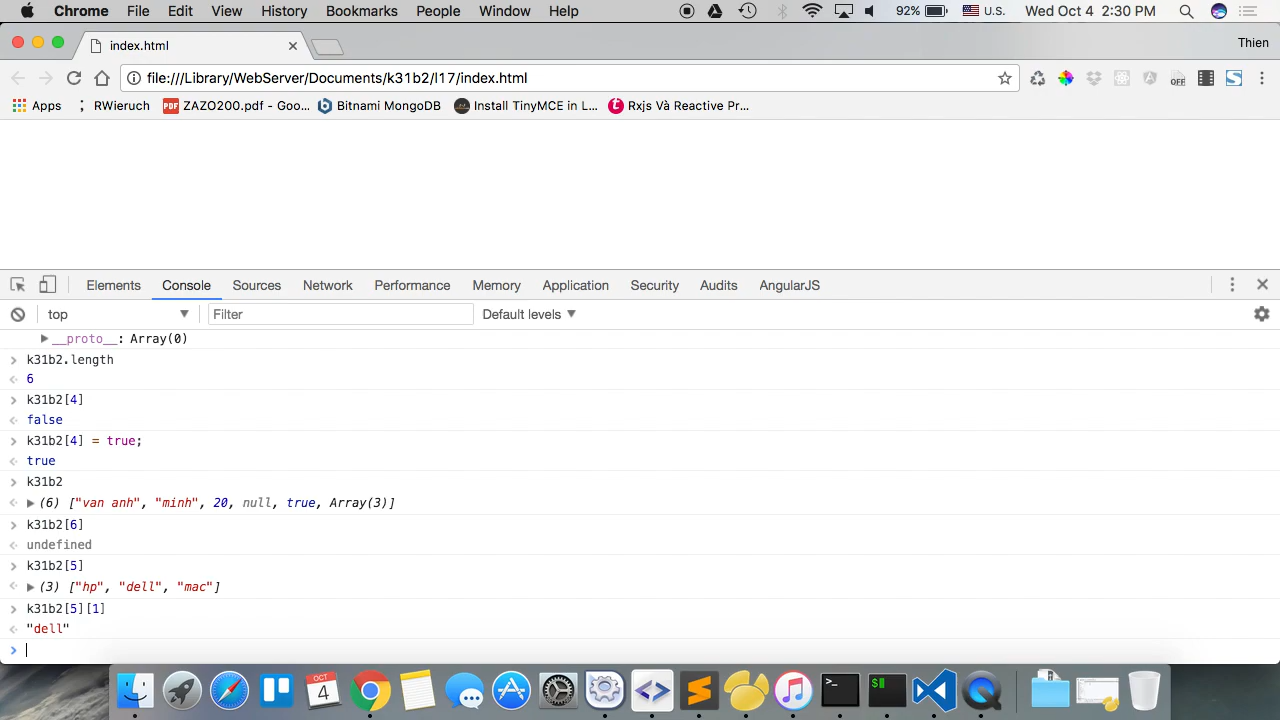 Chrome File Edit View History Bookmarks People Window Help 92% U.S. Wed Oct 4 2:30 PM
index.html Thien
file:///Library/WebServer/Documents/k31b2/l17/index.html OFF
Apps RWieruch PDF ZAZO200.pdf - Goo... Bitnami MongoDB Install TinyMCE in L... t Rxjs Và Reactive Pr...
Elements Console Sources Network Performance Memory Application Security Audits AngularJS
top Filter Default levels
__proto__: Array(0)
k31b2.length
6
k31b2[4]
false
k31b2[4] = true;
true
k31b2
(6) ["van anh", "minh", 20, null, true, Array(3)]
k31b2[6]
undefined
k31b2[5]
(3) ["hp", "dell", "mac"]
k31b2[5][1]
"dell"
OCT
4